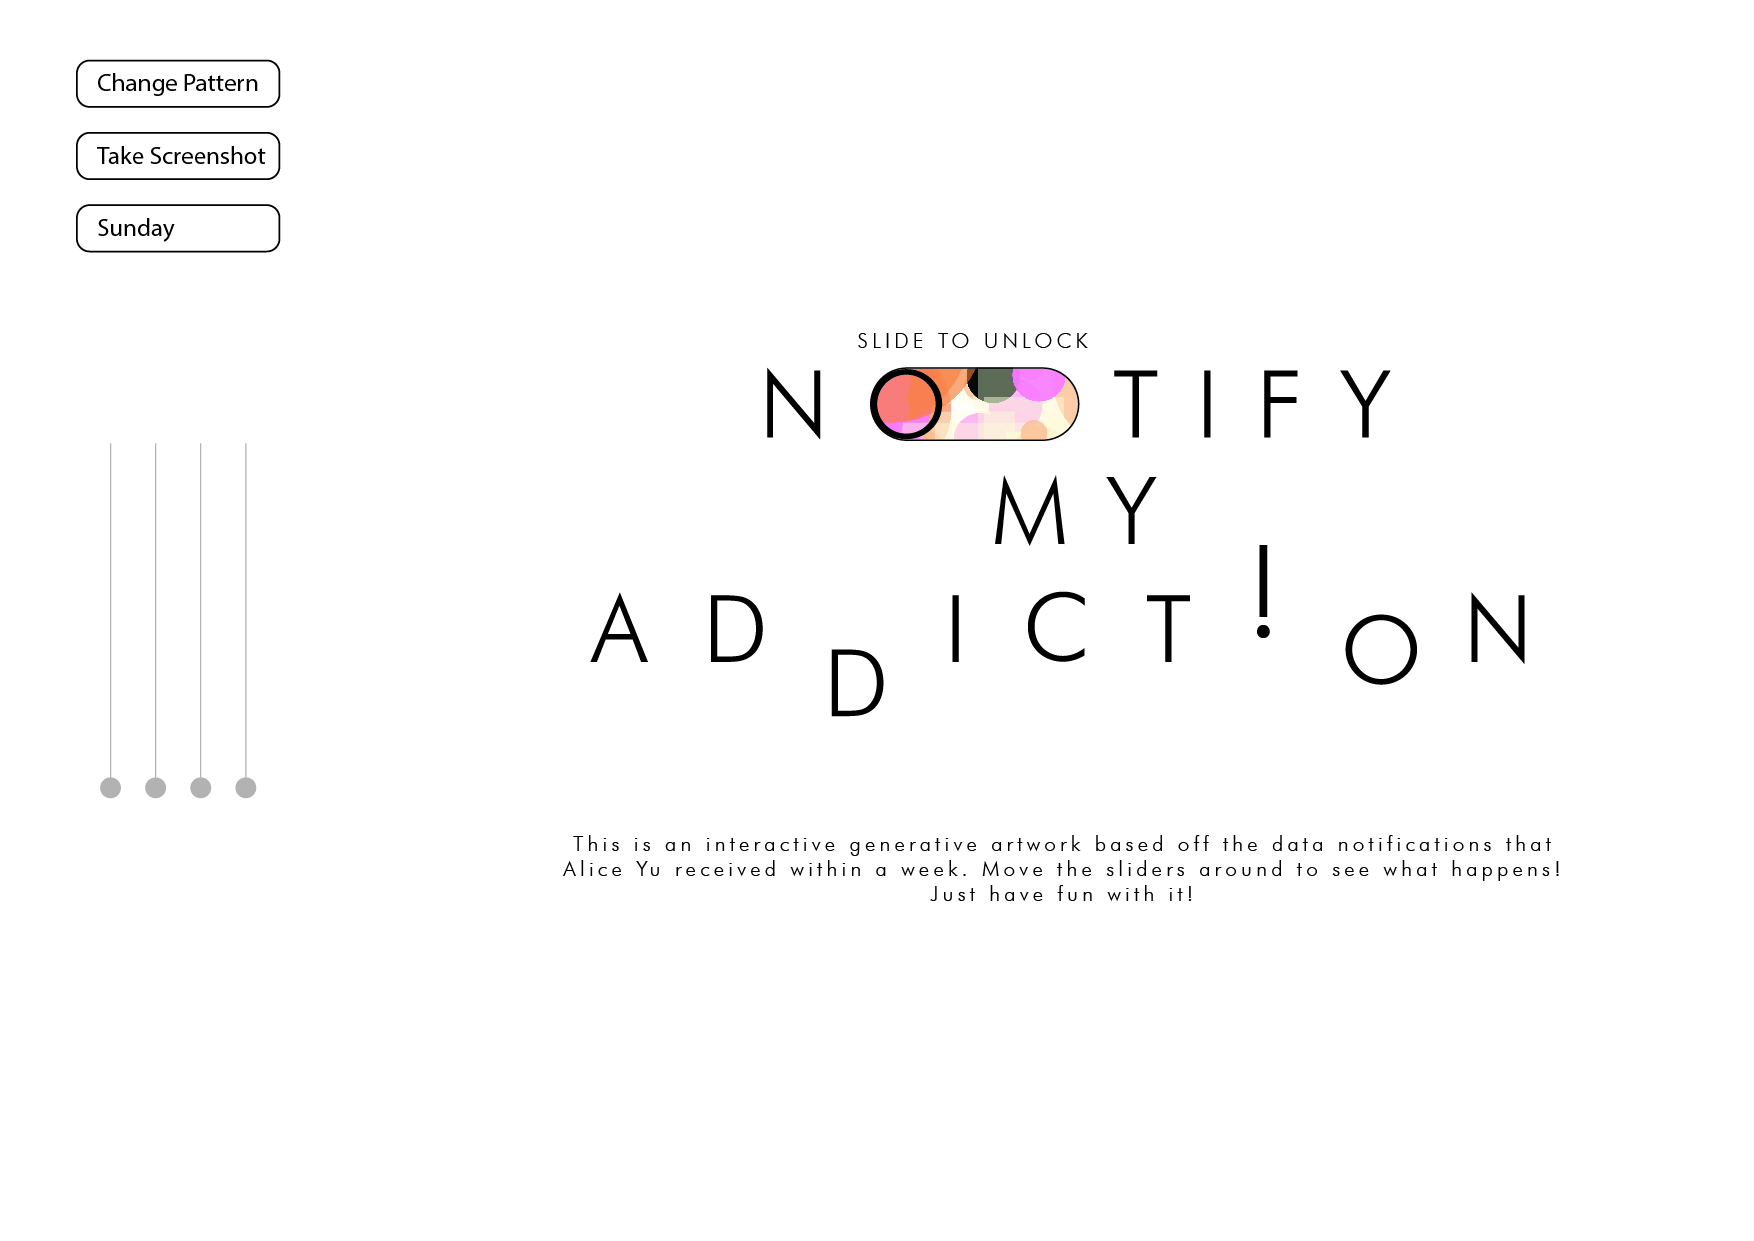 Change Pattern
Take Screenshot
Sunday
SLIDE TO UNLOCK
NOTIFY
MY
ADDICT!ON
This is an interactive generative artwork based off the data notifications that
Alice Yu received within a week. Move the sliders around to see what happens!
Just have fun with it!